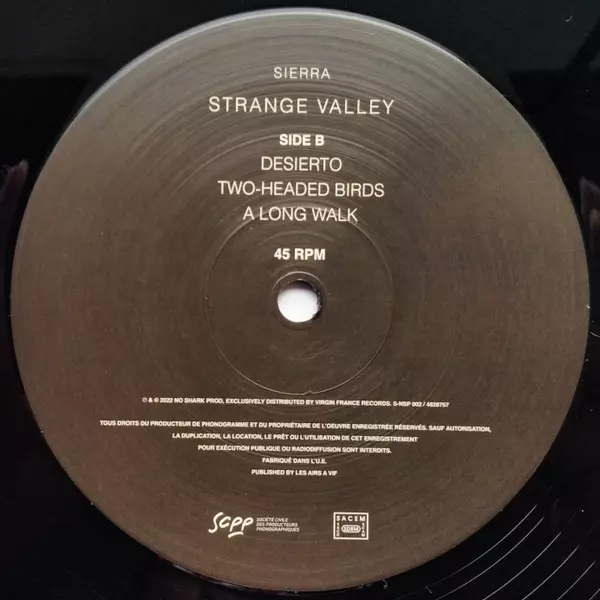 SIERRA
STRANGE VALLEY
SIDE B
DESIERTO
TWO-HEADED BIRDS
A LONG WALK
45 RPM
℗ & © 2022 NO SHARK PROD, EXCLUSIVELY DISTRIBUTED BY VIRGIN FRANCE RECORDS. S-NSP 002 / 4828757
TOUS DROITS DU PRODUCTEUR DE PHONOGRAMME ET DU PROPRIÉTAIRE DE L'OEUVRE ENREGISTRÉE RÉSERVÉS. SAUF AUTORISATION,
LA DUPLICATION, LA LOCATION, LE PRÊT OU L'UTILISATION DE CET ENREGISTREMENT
POUR EXÉCUTION PUBLIQUE OU RADIODIFFUSION SONT INTERDITS.
FABRIQUÉ DANS L'U.E.
PUBLISHED BY LES AIRS A VIF
scpp
SOCIÉTÉ CIVILE
DES PRODUCTEURS
PHONOGRAPHIQUES
SACEM
SDRM